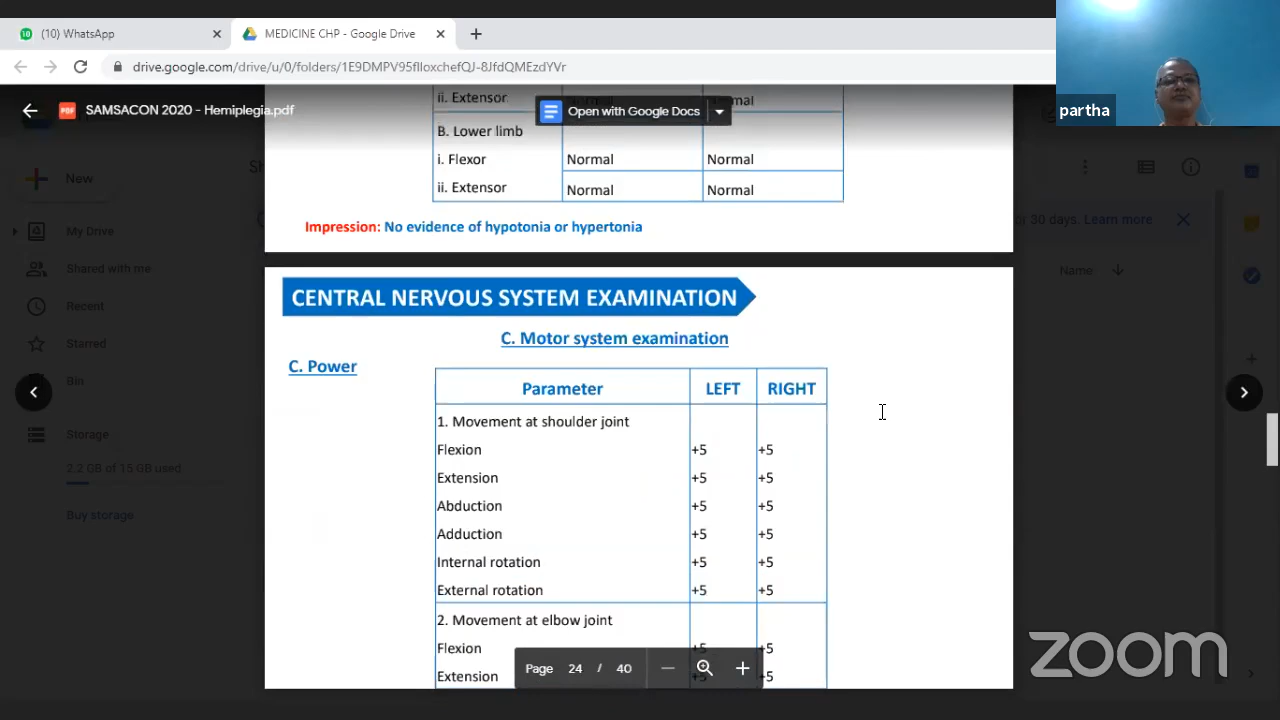 (10) WhatsApp
MEDICINE CHP - Google Drive
drive.google.com/drive/u/0/folders/1E9DMPV95flloxchefQJ-8JfdQMEzdYVr
partha
SAMSACON 2020 - Hemiplegia.pdf
Open with Google Docs
New
My Drive
Shared with me
Recent
Starred
Bin
Storage
2.2 GB of 15 GB used
Buy storage
30 days. Learn more
Name
ii. Extensor
B. Lower limb
i. Flexor Normal Normal
ii. Extensor Normal Normal
Impression: No evidence of hypotonia or hypertonia
CENTRAL NERVOUS SYSTEM EXAMINATION
C. Motor system examination
C. Power
Parameter LEFT RIGHT
1. Movement at shoulder joint
Flexion +5 +5
Extension +5 +5
Abduction +5 +5
Adduction +5 +5
Internal rotation +5 +5
External rotation +5 +5
2. Movement at elbow joint
Flexion +5 +5
Extension +5 +5
Page 24 / 40
zoom